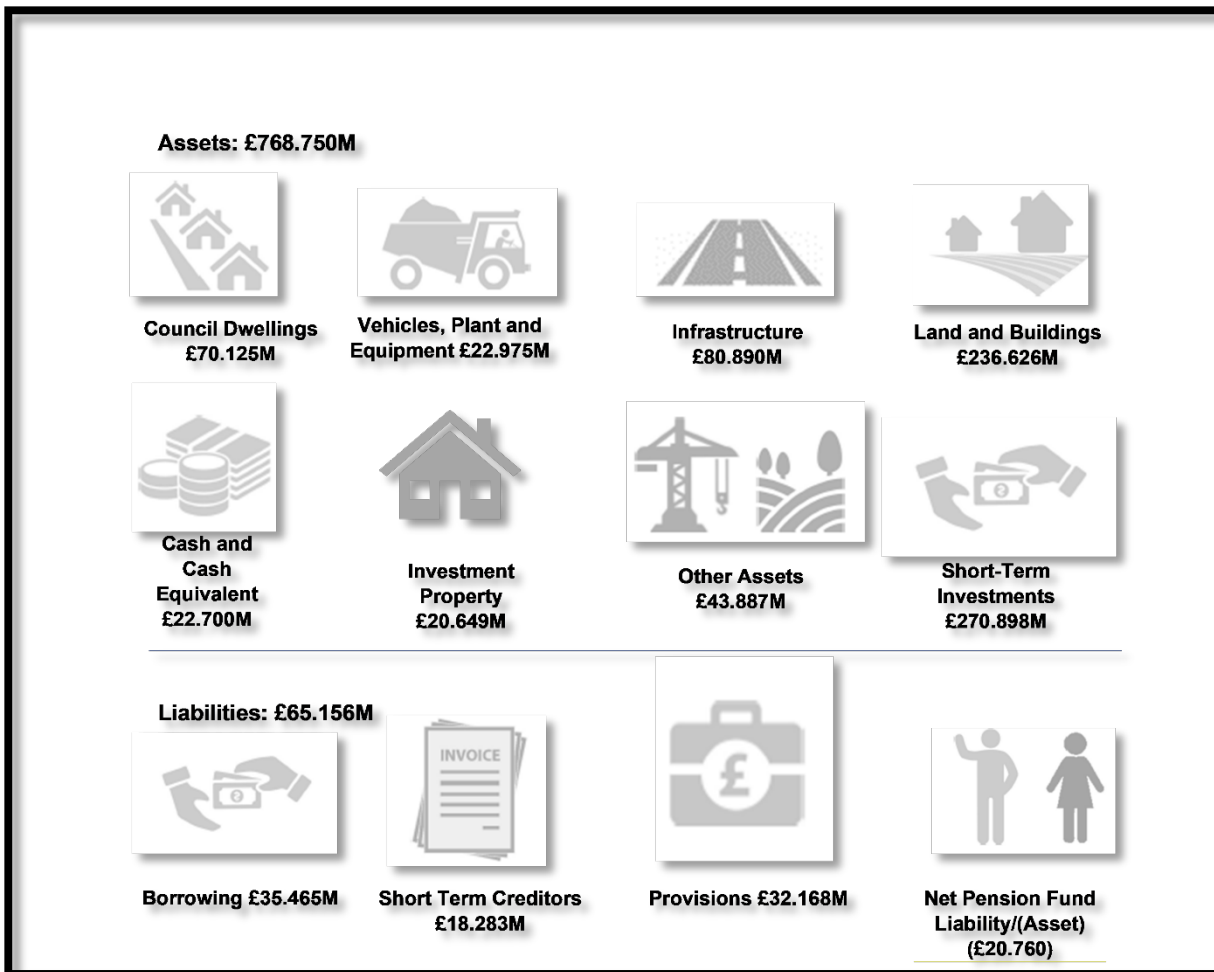 Assets: £768.750M
Council Dwellings
£70.125M
Vehicles, Plant and
Equipment £22.975M
Infrastructure
£80.890M
Land and Buildings
£236.626M
Cash and
Cash
Equivalent
£22.700M
Investment
Property
£20.649M
Other Assets
£43.887M
Short-Term
Investments
£270.898M
Liabilities: £65.156M
INVOICE
£
Borrowing £35.465M
Short Term Creditors
£18.283M
Provisions £32.168M
Net Pension Fund
Liability/(Asset)
(£20.760)